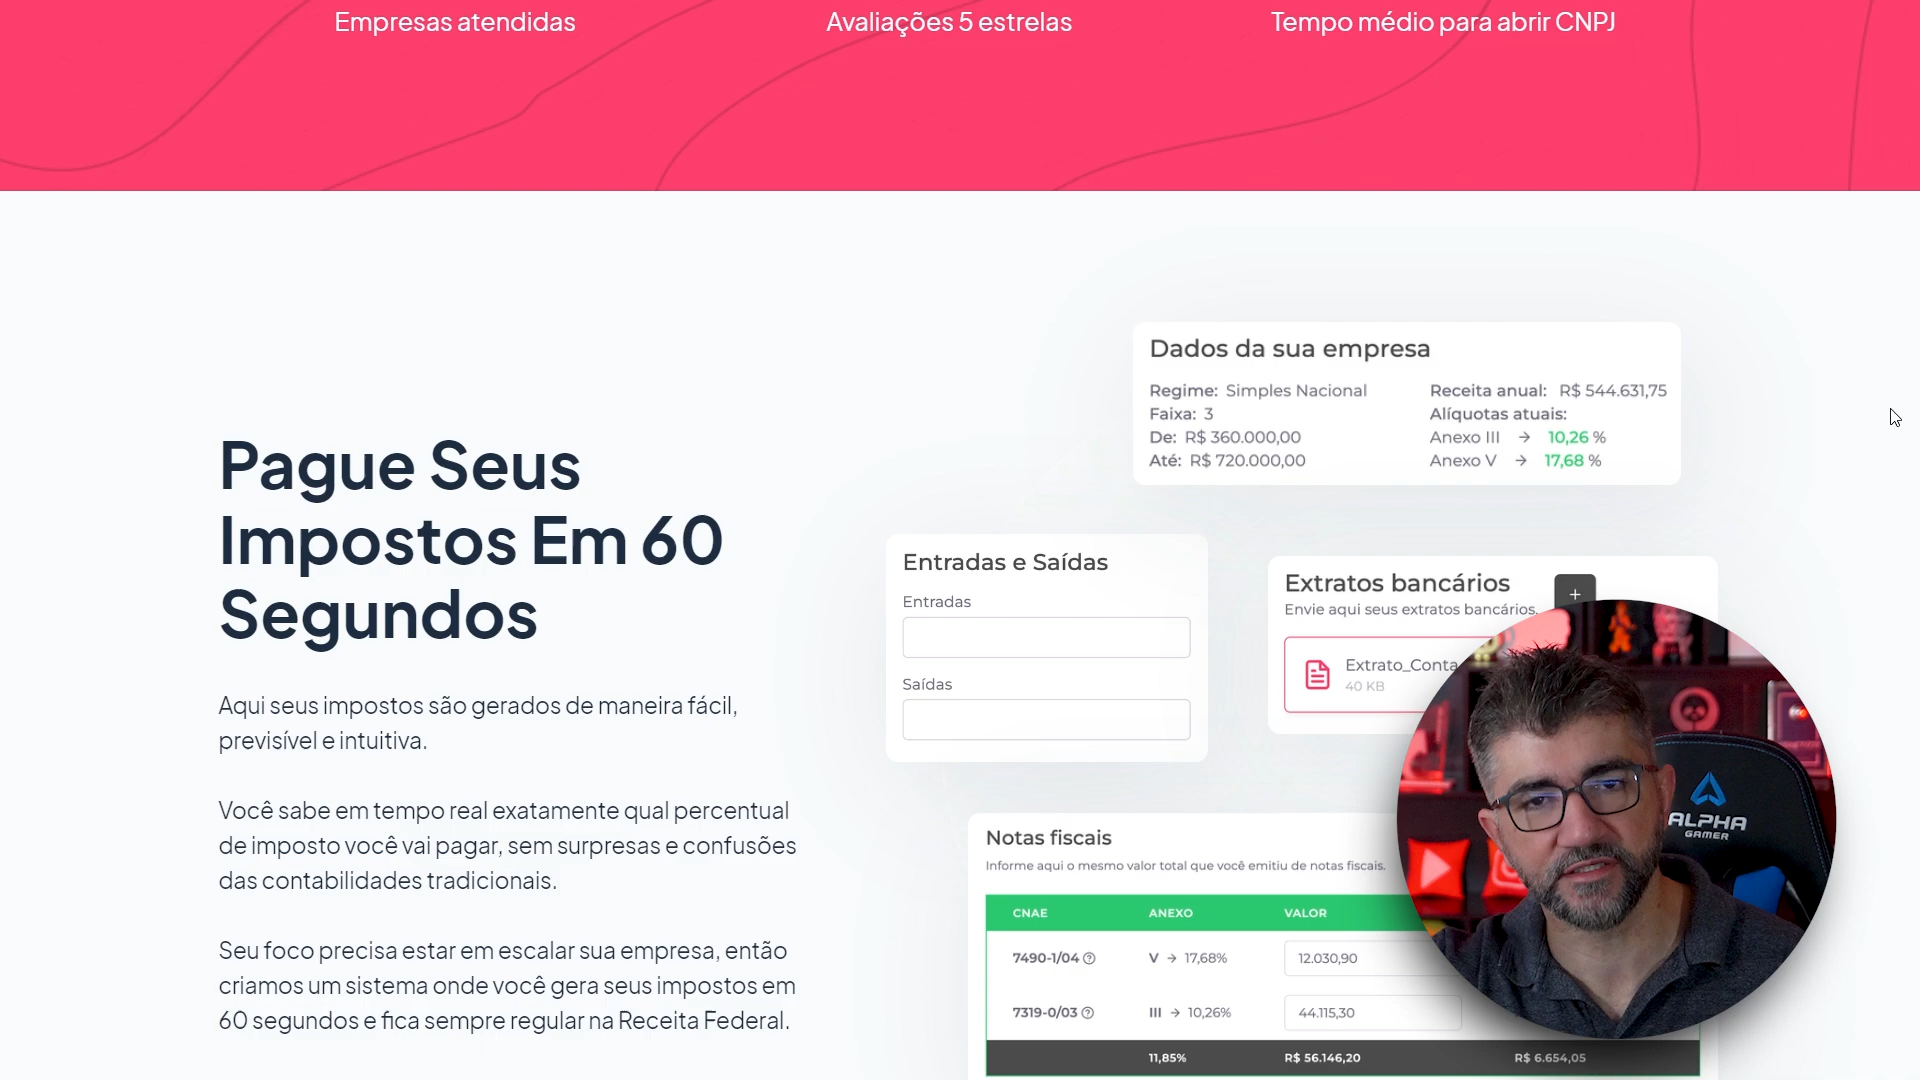 Empresas atendidas
Avaliações 5 estrelas
Tempo médio para abrir CNPJ
Pague Seus
Impostos Em 60
Segundos
Aqui seus impostos são gerados de maneira fácil,
previsível e intuitiva.
Você sabe em tempo real exatamente qual percentual
de imposto você vai pagar, sem surpresas e confusões
das contabilidades tradicionais.
Seu foco precisa estar em escalar sua empresa, então
criamos um sistema onde você gera seus impostos em
60 segundos e fica sempre regular na Receita Federal.
Dados da sua empresa
Regime: Simples Nacional
Faixa: 3
De: R$ 360.000,00
Até: R$ 720.000,00
Receita anual: R$ 544.631,75
Alíquotas atuais:
Anexo III → 10,26 %
Anexo V → 17,68 %
Entradas e Saídas
Entradas
Saídas
Extratos bancários
+
Envie aqui seus extratos bancários.
Extrato_Conta
40 KB
Notas fiscais
Informe aqui o mesmo valor total que você emitiu de notas fiscais.
CNAE ANEXO VALOR
7490-1/04 V → 17,68% 12.030,90
7319-0/03 III → 10,26% 44.115,30
11,85% R$ 56.146,20 R$ 6.654,05
ALPHA
GAMER